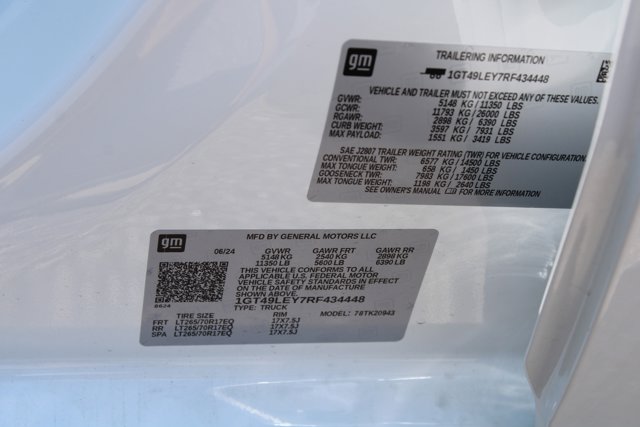 gm
TRAILERING INFORMATION
1GT49LEY7RF434448
VEHICLE AND TRAILER MUST NOT EXCEED ANY OF THESE VALUES.
GVWR: 5148 KG / 11350 LBS
GCWR: 11793 KG / 26000 LBS
RGAWR: 2898 KG / 6390 LBS
CURB WEIGHT: 3597 KG / 7931 LBS
MAX PAYLOAD: 1551 KG / 3419 LBS
SAE J2807 TRAILER WEIGHT RATING (TWR) FOR VEHICLE CONFIGURATION.
CONVENTIONAL TWR: 6577 KG / 14500 LBS
MAX TONGUE WEIGHT: 658 KG / 1450 LBS
GOOSENECK TWR: 7983 KG / 17600 LBS
MAX TONGUE WEIGHT: 1198 KG / 2640 LBS
SEE OWNER'S MANUAL FOR MORE INFORMATION
gm
MFD BY GENERAL MOTORS LLC
06/24 GVWR GAWR FRT GAWR RR
5148 KG 2540 KG 2898 KG
11350 LB 5600 LB 6390 LB
THIS VEHICLE CONFORMS TO ALL
APPLICABLE U.S. FEDERAL MOTOR
VEHICLE SAFETY STANDARDS IN EFFECT
ON THE DATE OF MANUFACTURE
SHOWN ABOVE.
1GT49LEY7RF434448
TYPE: TRUCK
0624
TIRE SIZE RIM MODEL: 78TK20943
FRT LT265/70R17EQ 17X7.5J
RR LT265/70R17EQ 17X7.5J
SPA LT265/70R17EQ 17X7.5J